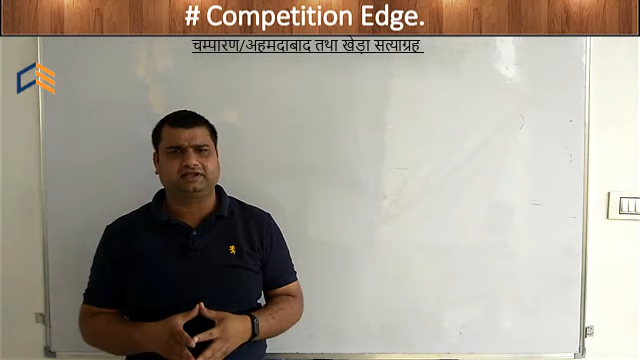 # Competition Edge.
चम्पारण/अहमदाबाद तथा खेड़ा सत्याग्रह